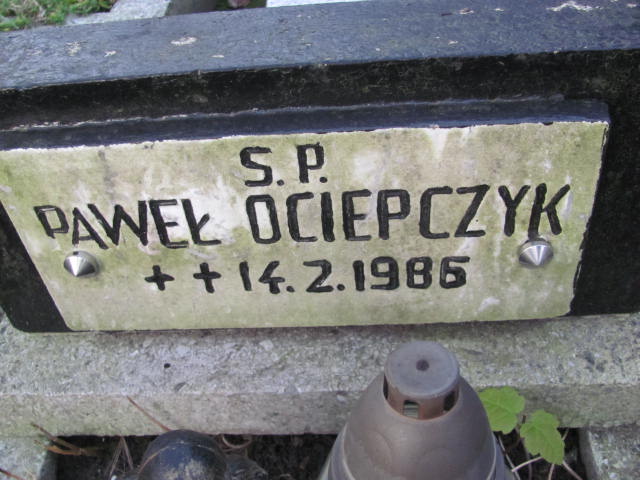 S. P.
PAWEŁ OCIEPCZYK
++14.2.1986